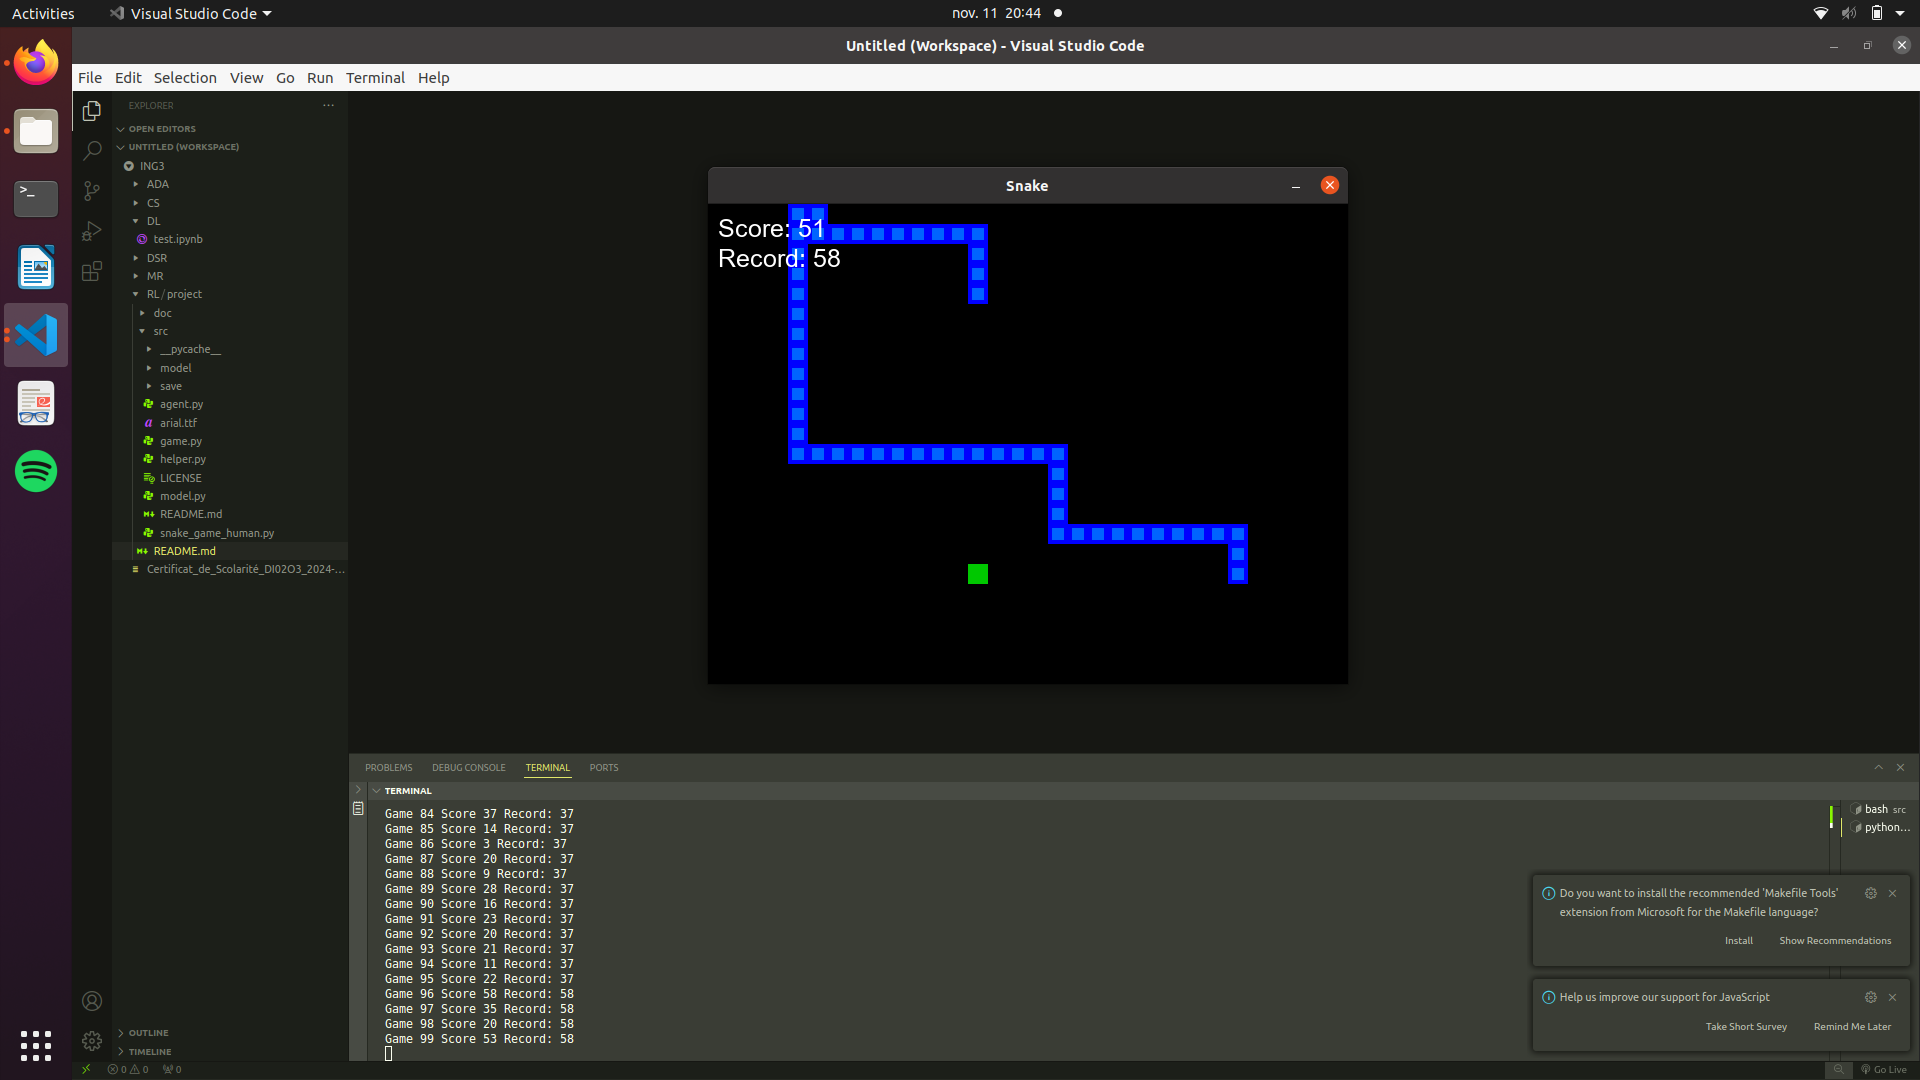 Activities
Visual Studio Code
nov. 11 20:44
Untitled (Workspace) - Visual Studio Code
File Edit Selection View Go Run Terminal Help
EXPLORER
OPEN EDITORS
UNTITLED (WORKSPACE)
ING3
ADA
CS
DL
test.ipynb
DSR
MR
RL / project
doc
src
__pycache__
model
save
agent.py
arial.ttf
game.py
helper.py
LICENSE
model.py
README.md
snake_game_human.py
README.md
Certificat_de_Scolarité_DI02O3_2024-...
OUTLINE
TIMELINE
Snake
Score: 51
Record: 58
PROBLEMS DEBUG CONSOLE TERMINAL PORTS
TERMINAL
Game 84 Score 37 Record: 37
Game 85 Score 14 Record: 37
Game 86 Score 3 Record: 37
Game 87 Score 20 Record: 37
Game 88 Score 9 Record: 37
Game 89 Score 28 Record: 37
Game 90 Score 16 Record: 37
Game 91 Score 23 Record: 37
Game 92 Score 20 Record: 37
Game 93 Score 21 Record: 37
Game 94 Score 11 Record: 37
Game 95 Score 22 Record: 37
Game 96 Score 58 Record: 58
Game 97 Score 35 Record: 58
Game 98 Score 20 Record: 58
Game 99 Score 53 Record: 58
bash src
python...
Do you want to install the recommended 'Makefile Tools'
extension from Microsoft for the Makefile language?
Install Show Recommendations
Help us improve our support for JavaScript
Take Short Survey Remind Me Later
0 0 0
Go Live